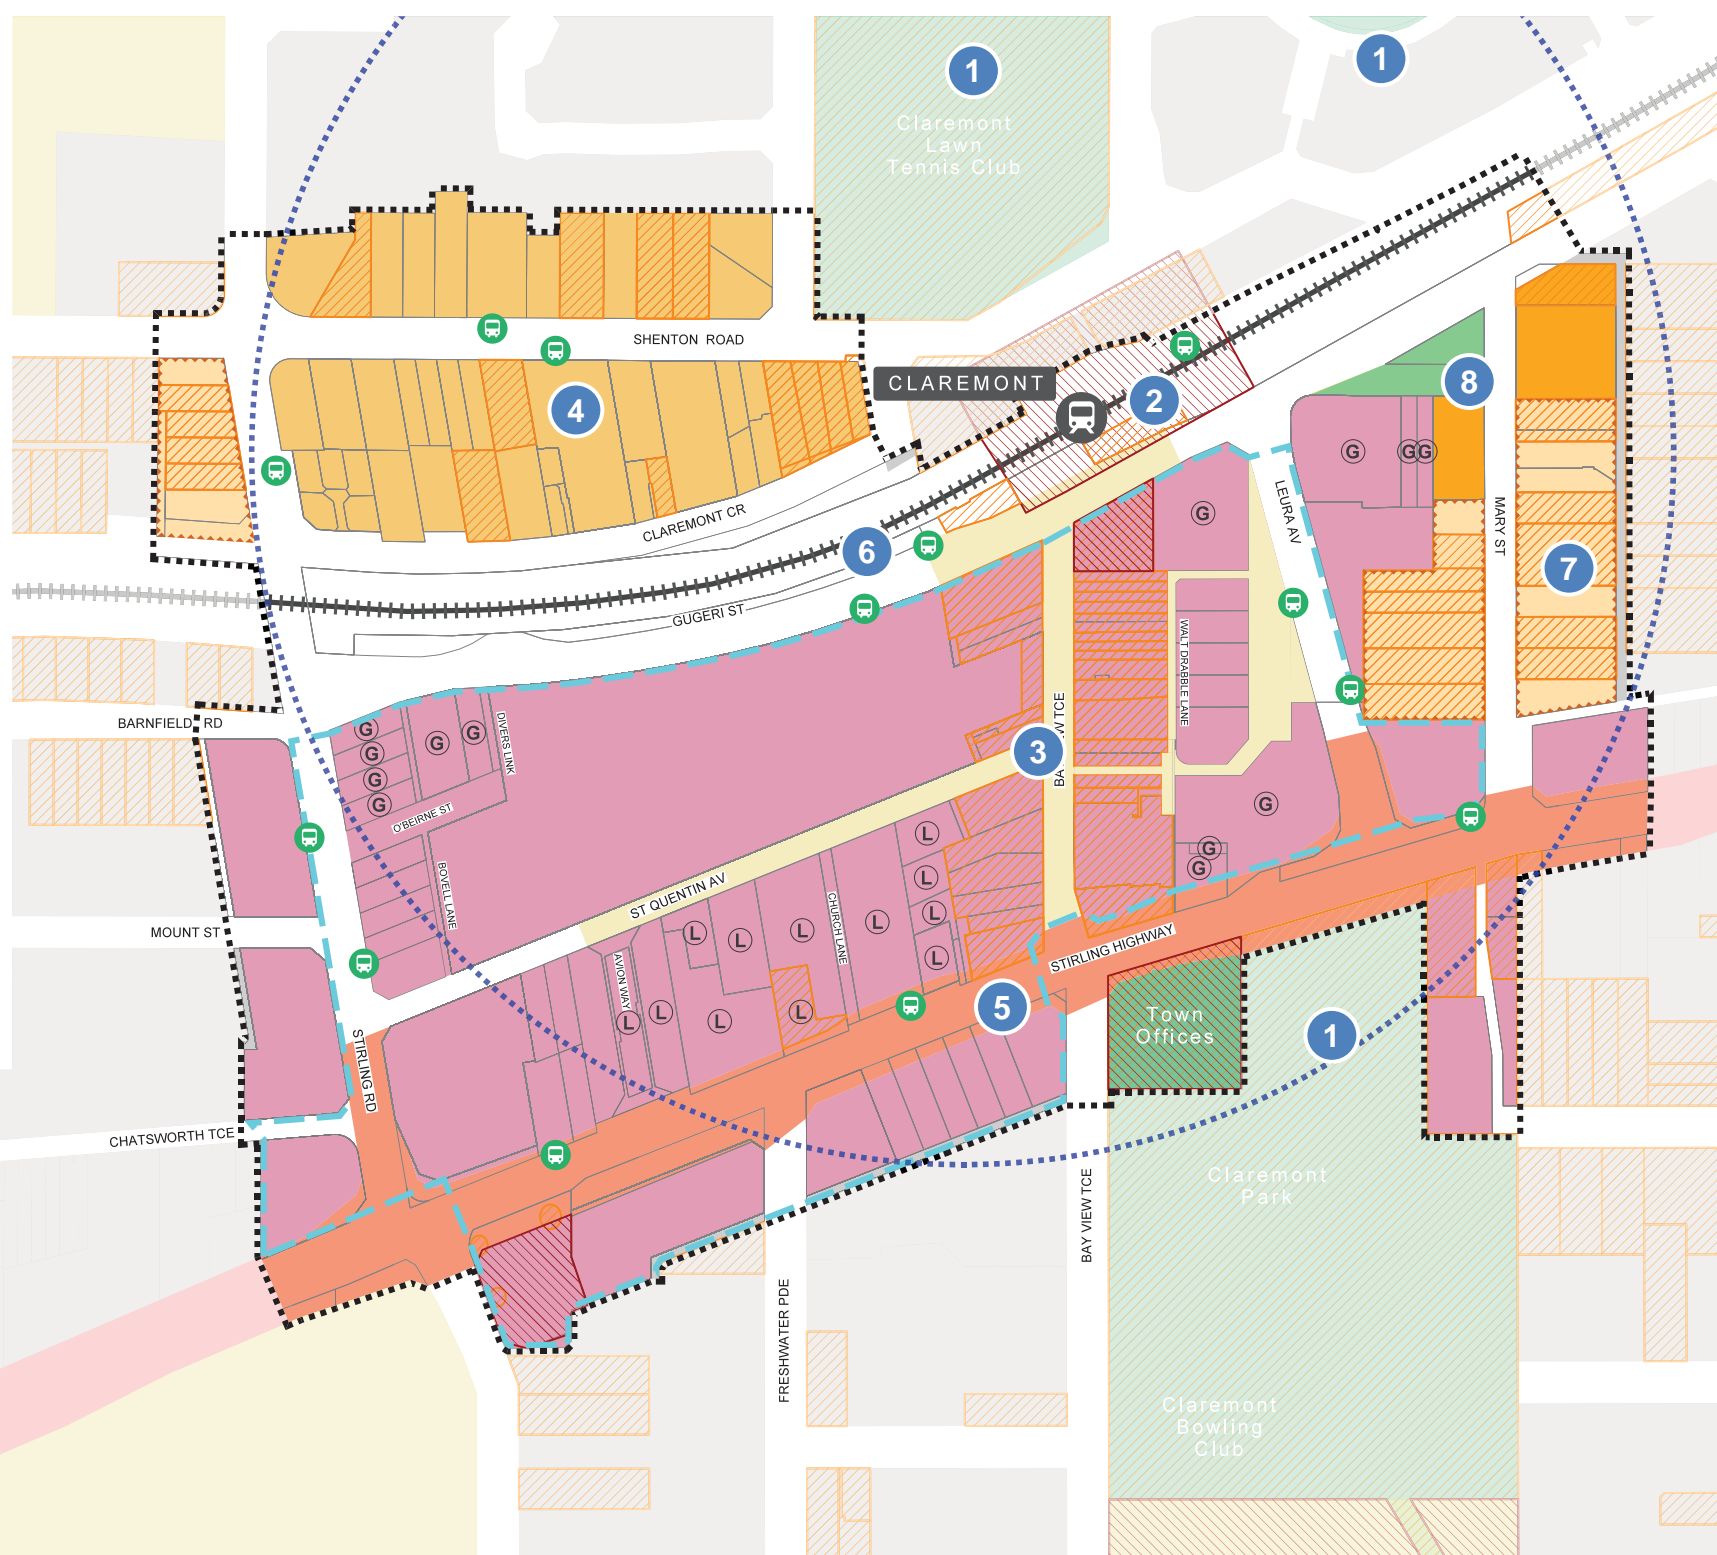 1
1
Claremont
Lawn
Tennis Club
SHENTON ROAD
CLAREMONT
2
8
4
G
G
G
G
LEURA AV
MARY ST
CLAREMONT CR
6
7
GUGERI ST
WALT DRABBLE LANE
BARNFIELD RD
G
G
G
G
G
G
DIVERS LINK
O'BEIRNE ST
BOVELL LANE
3
G
G
G
L
L
L
L
ST QUENTIN AV
CHURCH LANE
L
L
L
L
MOUNT ST
AVION WAY
L
L
L
L
STIRLING HIGHWAY
5
Town
Offices
1
STIRLING RD
CHATSWORTH TCE
Claremont
Park
BAY VIEW TCE
FRESHWATER PDE
Claremont
Bowling
Club